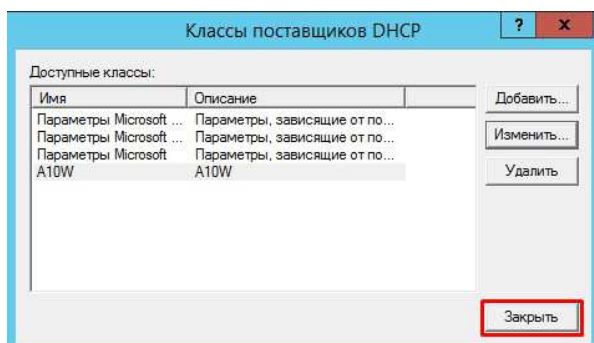 Классы поставщиков DHCP
? x
Доступные классы:
Имя Описание
Параметры Microsoft ... Параметры, зависящие от по...
Параметры Microsoft ... Параметры, зависящие от по...
Параметры Microsoft Параметры, зависящие от по...
A10W A10W
Добавить...
Изменить...
Удалить
Закрыть